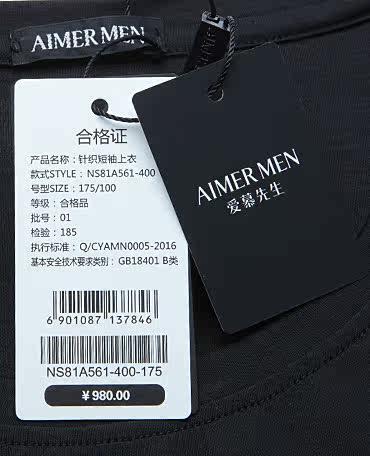 AIMER MEN
合格证
产品名称：针织短袖上衣
款式STYLE：NS81A561-400
号型SIZE：175/100
等级：合格品
批号：01
检验：185
执行标准：Q/CYAMN0005-2016
基本安全技术要求类别：GB18401 B类
6 901087 137846
NS81A561-400-175
¥980.00
AIMER MEN
爱慕先生